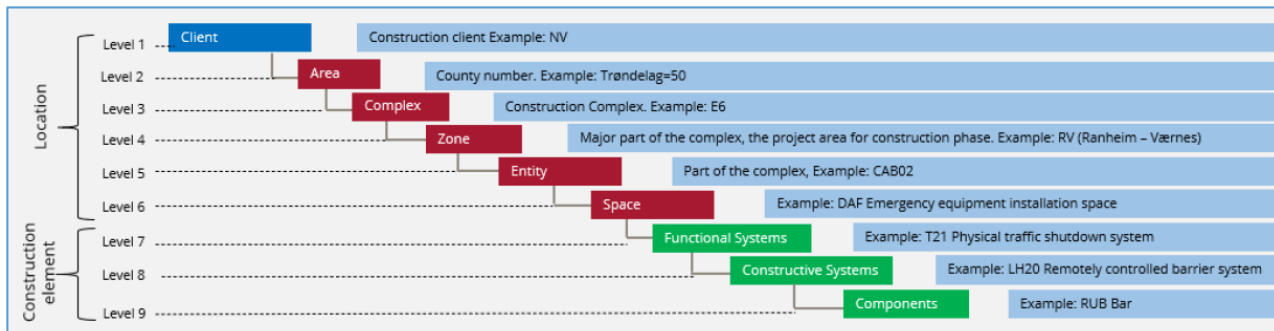 Level 1 Client Construction client Example: NV
Level 2 Area County number. Example: Trøndelag=50
Level 3 Complex Construction Complex. Example: E6
Level 4 Zone Major part of the complex, the project area for construction phase. Example: RV (Ranheim – Værnes)
Level 5 Entity Part of the complex, Example: CAB02
Level 6 Space Example: DAF Emergency equipment installation space
Location
Level 7 Functional Systems Example: T21 Physical traffic shutdown system
Level 8 Constructive Systems Example: LH20 Remotely controlled barrier system
Level 9 Components Example: RUB Bar
Construction
element